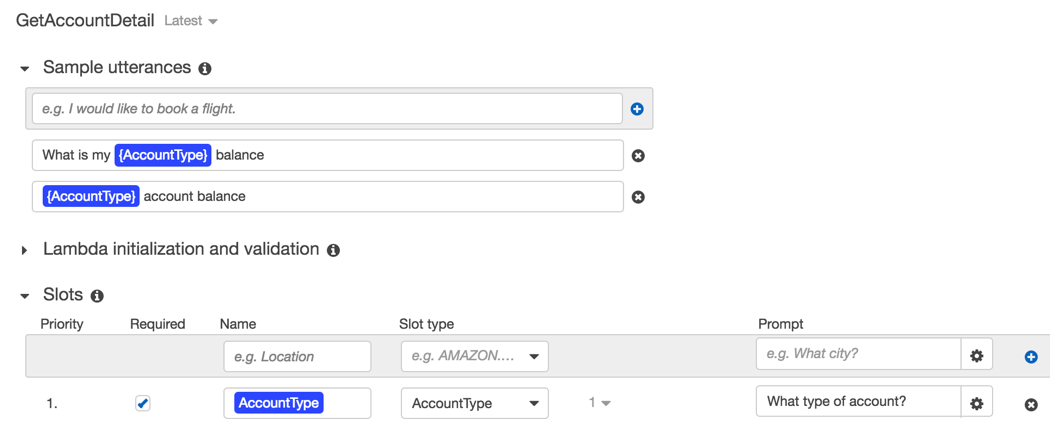 GetAccountDetail Latest
Sample utterances
e.g. I would like to book a flight.
What is my {AccountType} balance
{AccountType} account balance
Lambda initialization and validation
Slots
Priority Required Name Slot type Prompt
e.g. Location e.g. AMAZON.... e.g. What city?
1. AccountType AccountType 1 What type of account?